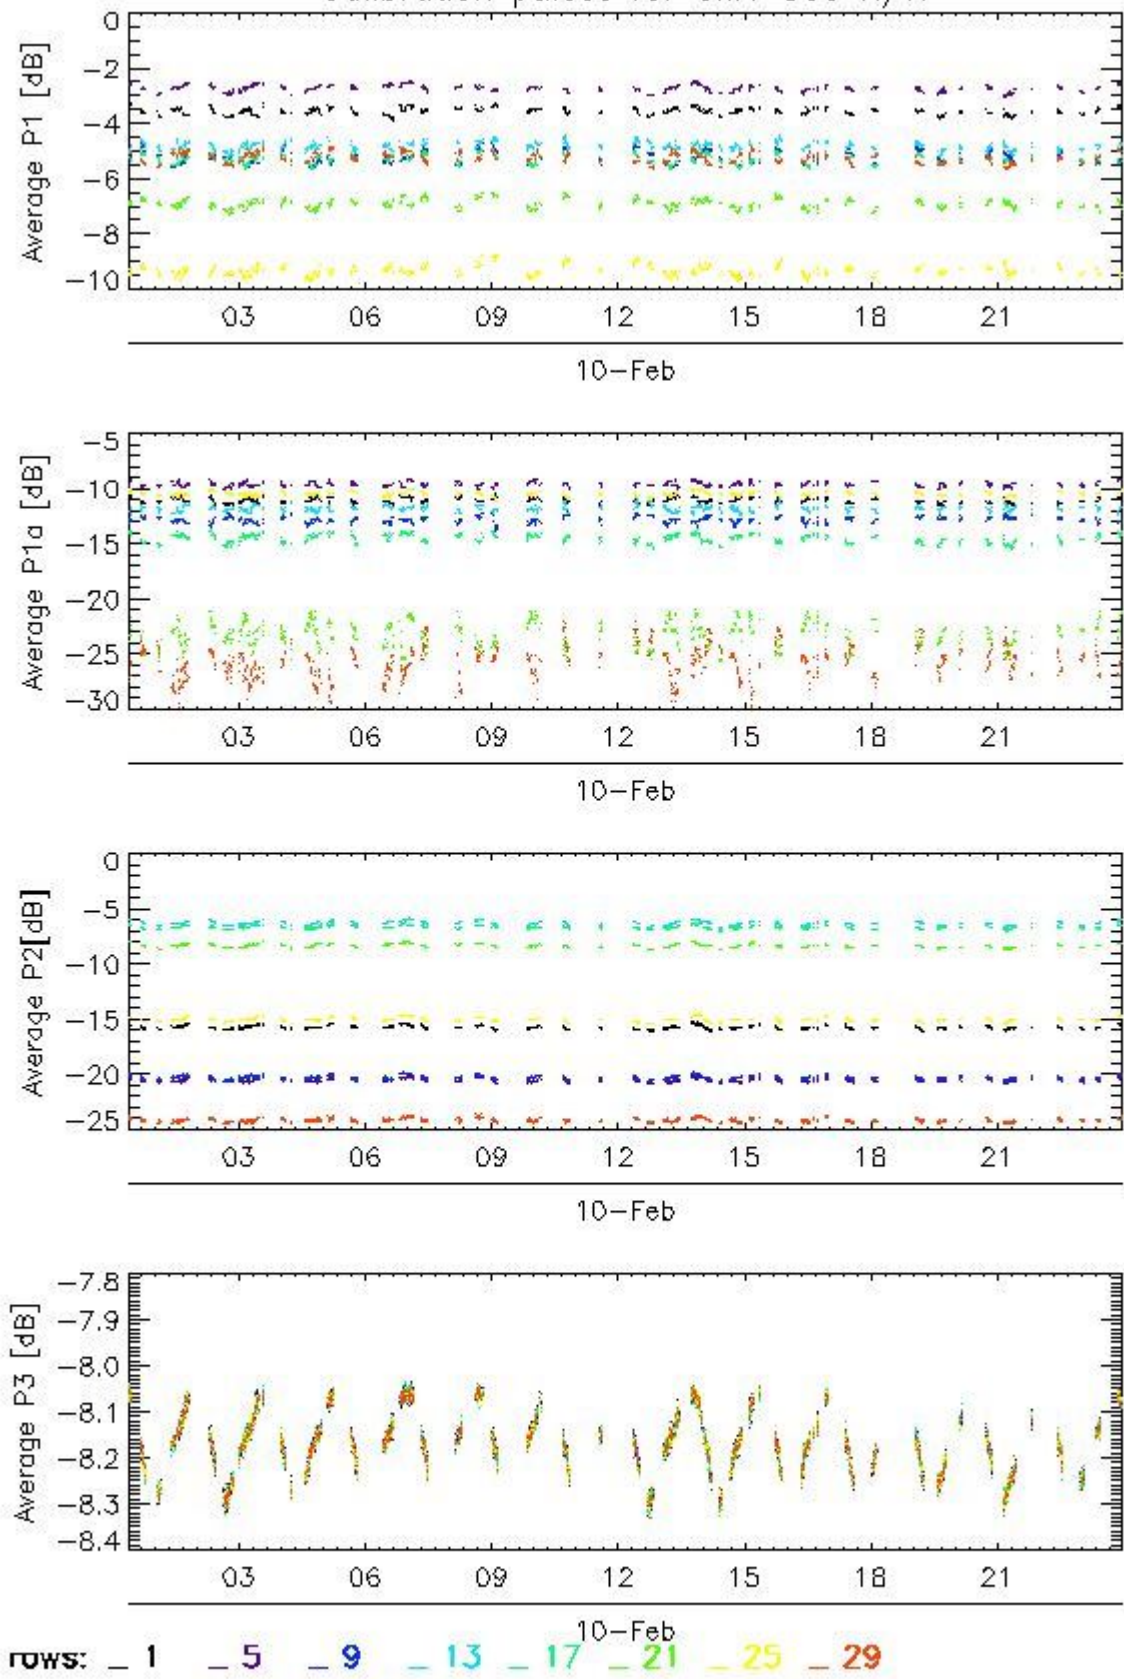 0
−2
−4
−6
−8
−10
Average P1 [dB]
03 06 09 12 15 18 21
10−Feb
−5
−10
−15
−20
−25
−30
Average P1a [dB]
03 06 09 12 15 18 21
10−Feb
0
−5
−10
−15
−20
−25
Average P2[dB]
03 06 09 12 15 18 21
10−Feb
−7.8
−7.9
−8.0
−8.1
−8.2
−8.3
−8.4
Average P3 [dB]
03 06 09 12 15 18 21
10−Feb
rows: _ 1 _ 5 _ 9 _ 13 _ 17 _ 21 _ 25 _ 29